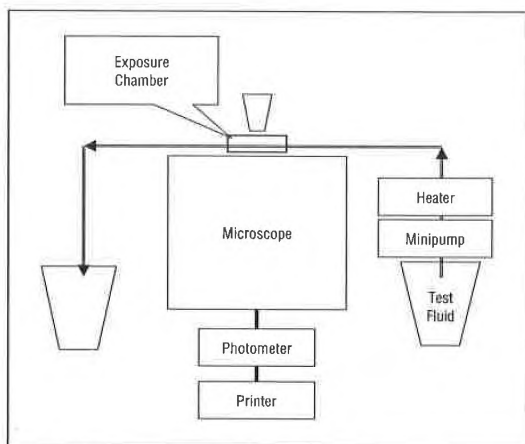 Exposure
Chamber
Heater
Minipump
Microscope
Test
Fluid
Photometer
Printer